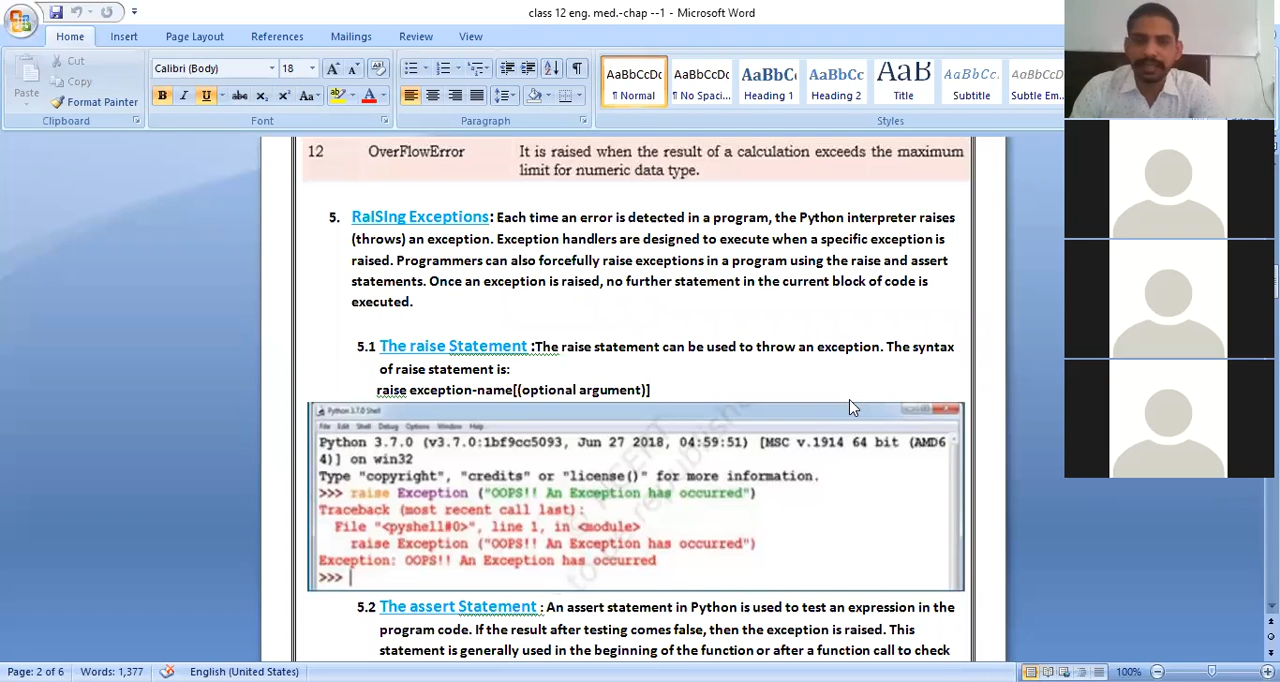 class 12 eng. med.-chap --1 - Microsoft Word
Home Insert Page Layout References Mailings Review View
Cut
Copy
Paste
Format Painter
Clipboard
Calibri (Body) 18
Font
Paragraph
AaBbCcDc AaBbCcDc AaBbC AaBbCc AaB AaBbCc. AaBbCcD
¶ Normal ¶ No Spaci... Heading 1 Heading 2 Title Subtitle Subtle Em...
Styles
12 OverFlowError It is raised when the result of a calculation exceeds the maximum
limit for numeric data type.
5. RaISIng Exceptions: Each time an error is detected in a program, the Python interpreter raises
(throws) an exception. Exception handlers are designed to execute when a specific exception is
raised. Programmers can also forcefully raise exceptions in a program using the raise and assert
statements. Once an exception is raised, no further statement in the current block of code is
executed.
5.1 The raise Statement :The raise statement can be used to throw an exception. The syntax
of raise statement is:
raise exception-name[(optional argument)]
Python 3.7.0 Shell
File Edit Shell Debug Options Window Help
Python 3.7.0 (v3.7.0:1bf9cc5093, Jun 27 2018, 04:59:51) [MSC v.1914 64 bit (AMD6
4)] on win32
Type "copyright", "credits" or "license()" for more information.
>>> raise Exception ("OOPS!! An Exception has occurred")
Traceback (most recent call last):
File "<pyshell#0>", line 1, in <module>
raise Exception ("OOPS!! An Exception has occurred")
Exception: OOPS!! An Exception has occurred
>>>
5.2 The assert Statement : An assert statement in Python is used to test an expression in the
program code. If the result after testing comes false, then the exception is raised. This
statement is generally used in the beginning of the function or after a function call to check
Page: 2 of 6 Words: 1,377 English (United States) 100%